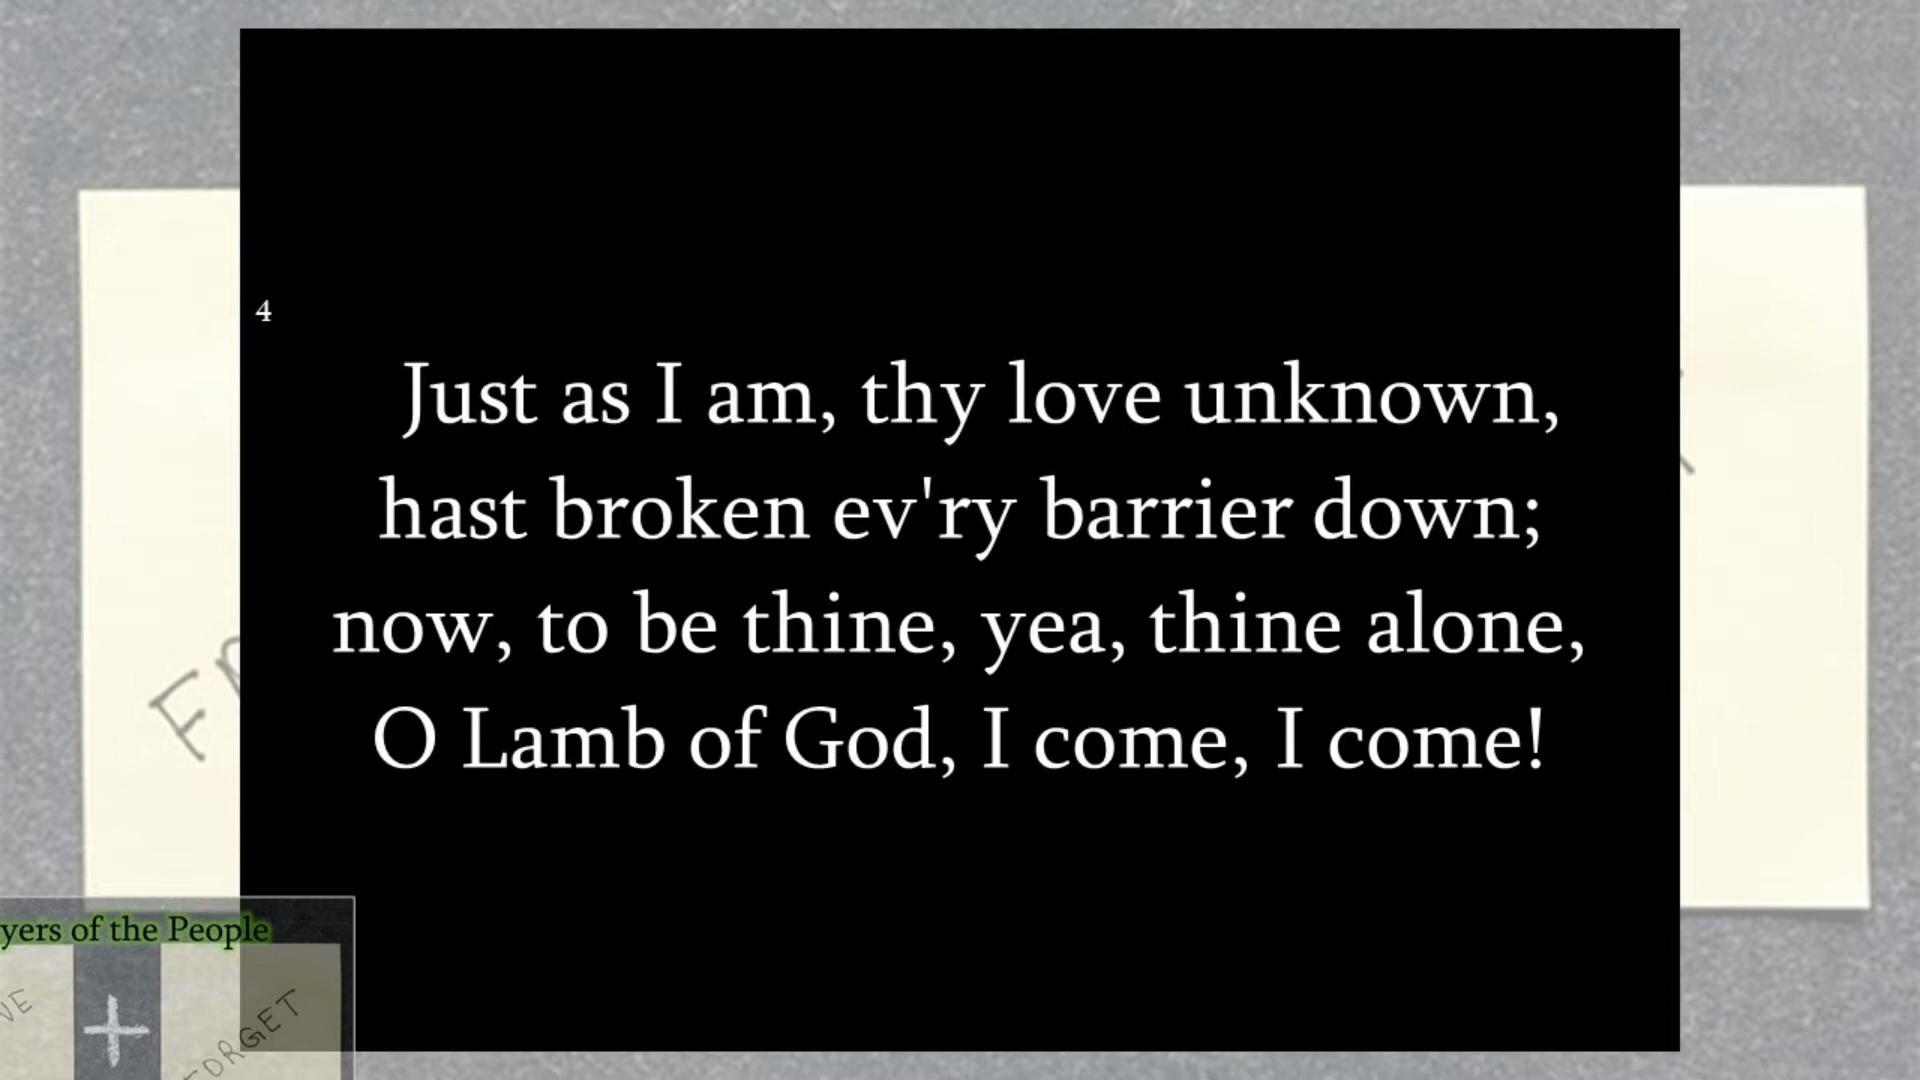 4
Just as I am, thy love unknown,
hast broken ev'ry barrier down;
now, to be thine, yea, thine alone,
O Lamb of God, I come, I come!
of the People